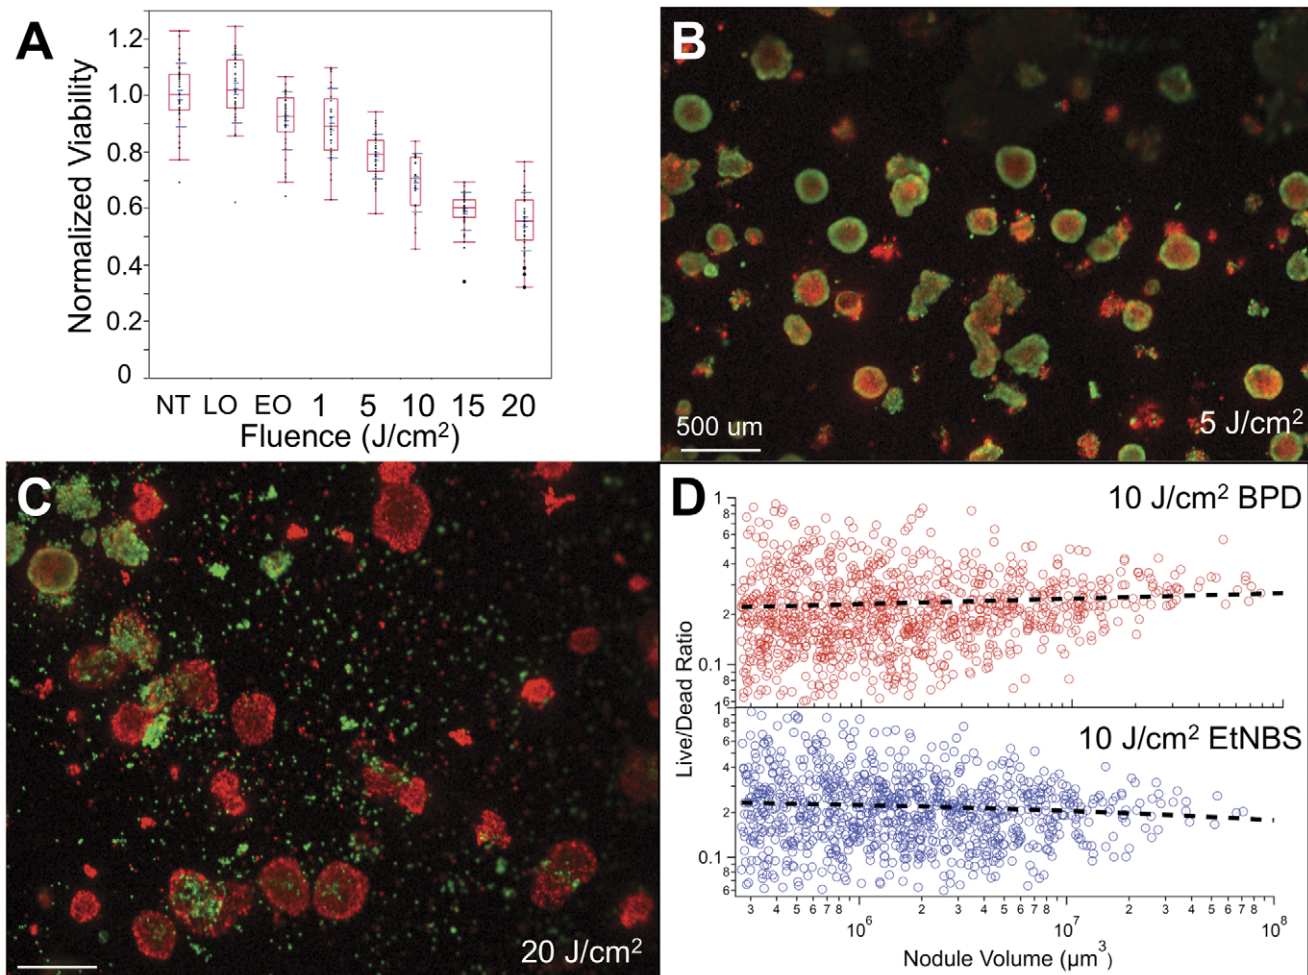 A
Normalized Viability
1.2
1.0
0.8
0.6
0.4
0.2
0
NT LO EO 1 5 10 15 20
Fluence (J/cm²)
B
500 um
5 J/cm²
C
20 J/cm²
D
10 J/cm² BPD
Live/Dead Ratio
1
8
6
4
2
0.1
8
6
10 J/cm² EtNBS
1
8
6
4
2
0.1
8
6
3 4 5 6 7 8 10⁶ 2 3 4 5 6 7 8 10⁷ 2 3 4 5 6 7 8 10⁸
Nodule Volume (µm³)